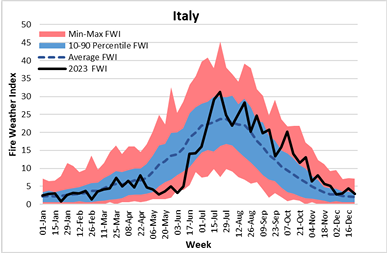 Italy
Fire Weather Index
50
45
40
35
30
25
20
15
10
5
0
Min-Max FWI
10-90 Percentile FWI
Average FWI
2023 FWI
01-Jan
15-Jan
29-Jan
12-Feb
26-Feb
11-Mar
25-Mar
08-Apr
22-Apr
06-May
20-May
03-Jun
17-Jun
01-Jul
15-Jul
29-Jul
12-Aug
26-Aug
09-Sep
23-Sep
07-Oct
21-Oct
04-Nov
18-Nov
02-Dec
16-Dec
Week